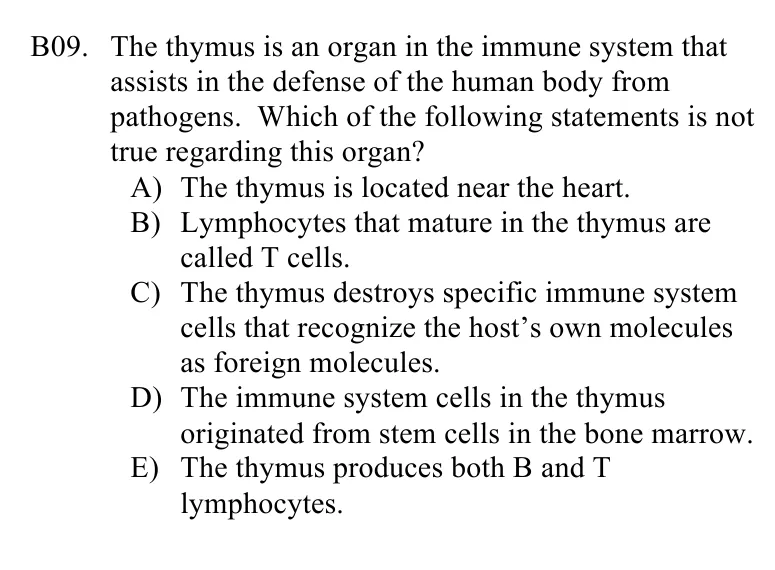 B09. The thymus is an organ in the immune system that
assists in the defense of the human body from
pathogens. Which of the following statements is not
true regarding this organ?
A) The thymus is located near the heart.
B) Lymphocytes that mature in the thymus are
called T cells.
C) The thymus destroys specific immune system
cells that recognize the host’s own molecules
as foreign molecules.
D) The immune system cells in the thymus
originated from stem cells in the bone marrow.
E) The thymus produces both B and T
lymphocytes.